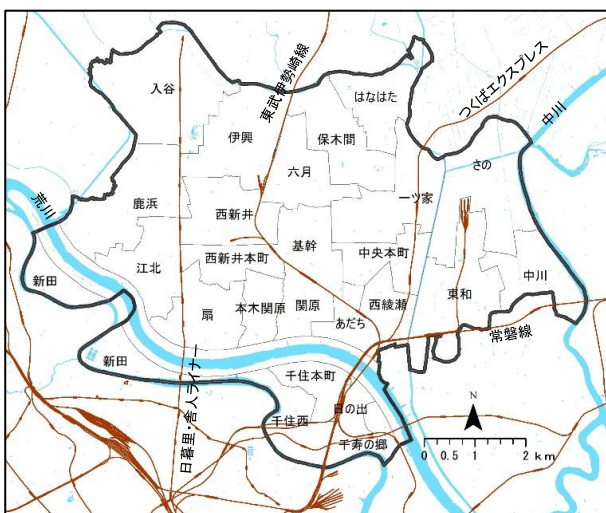 入谷
東武伊勢崎線
はなはた
つくばエクスプレス
中川
伊興
保木間
六月
さの
一ツ家
荒川
鹿浜
西新井
基幹
中央本町
江北
西新井本町
中川
新田
扇
本木関原
関原
西綾瀬
東和
あだち
常磐線
新田
日暮里・舎人ライナー
千住本町
N
日の出
千住西
千寿の郷
0 0.5 1 2 km